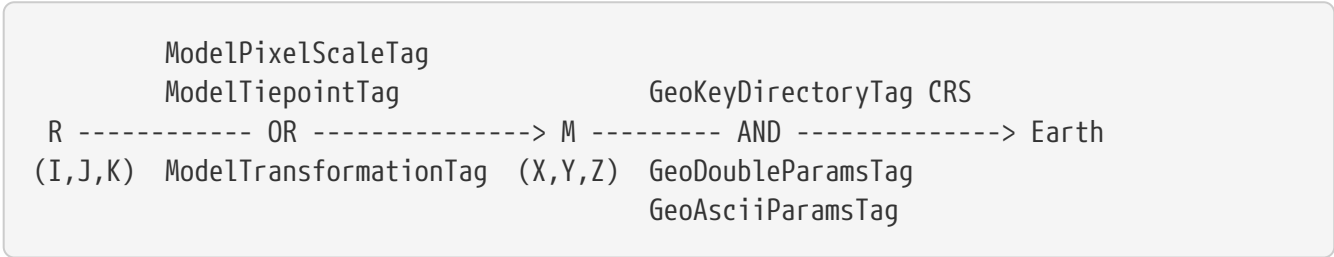 ModelPixelScaleTag
ModelTiepointTag GeoKeyDirectoryTag CRS
R ------------ OR ---------------> M --------- AND --------------> Earth
(I,J,K) ModelTransformationTag (X,Y,Z) GeoDoubleParamsTag
GeoAsciiParamsTag